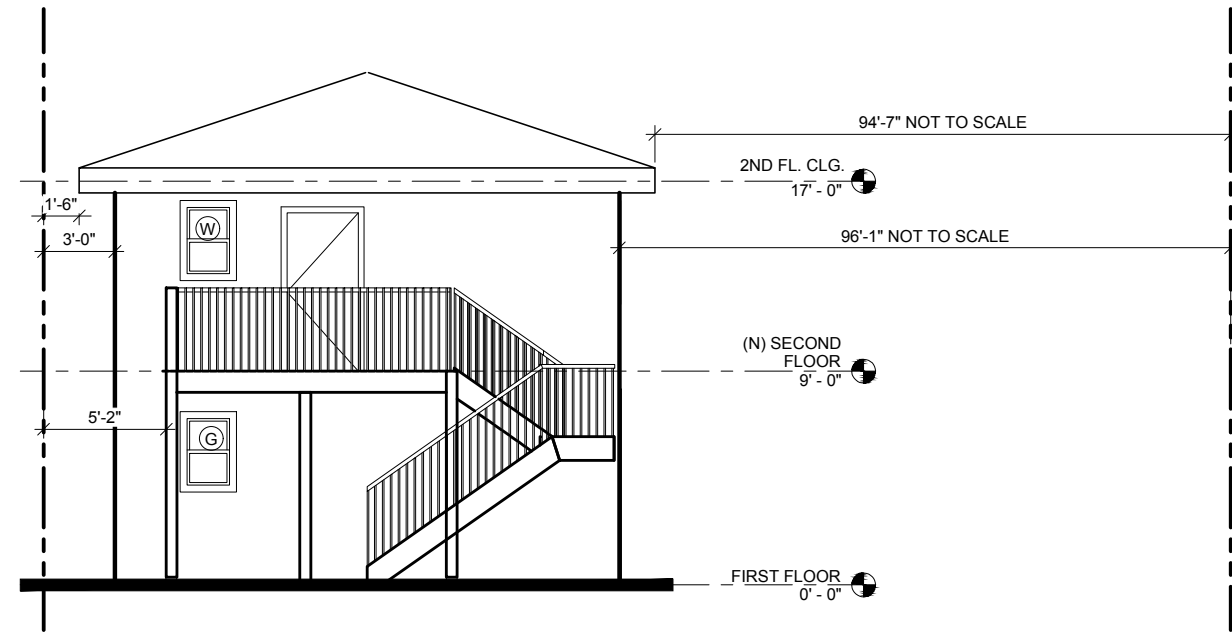 94'-7" NOT TO SCALE
2ND FL. CLG.
17' - 0"
1'-6"
W
3'-0"
96'-1" NOT TO SCALE
(N) SECOND
FLOOR
9' - 0"
5'-2"
G
FIRST FLOOR
0' - 0"